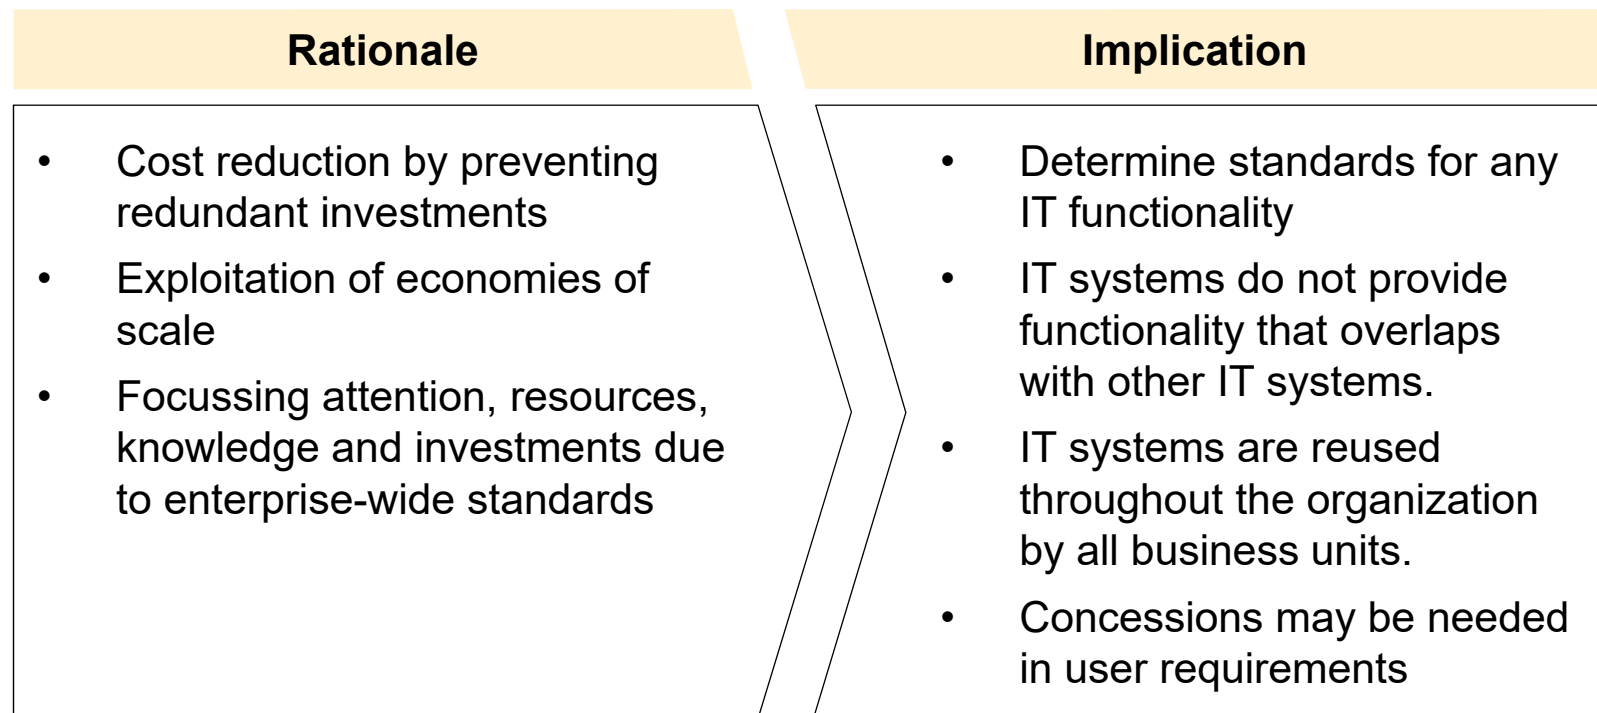 Rationale
• Cost reduction by preventing
redundant investments
• Exploitation of economies of
scale
• Focussing attention, resources,
knowledge and investments due
to enterprise-wide standards
Implication
• Determine standards for any
IT functionality
• IT systems do not provide
functionality that overlaps
with other IT systems.
• IT systems are reused
throughout the organization
by all business units.
• Concessions may be needed
in user requirements